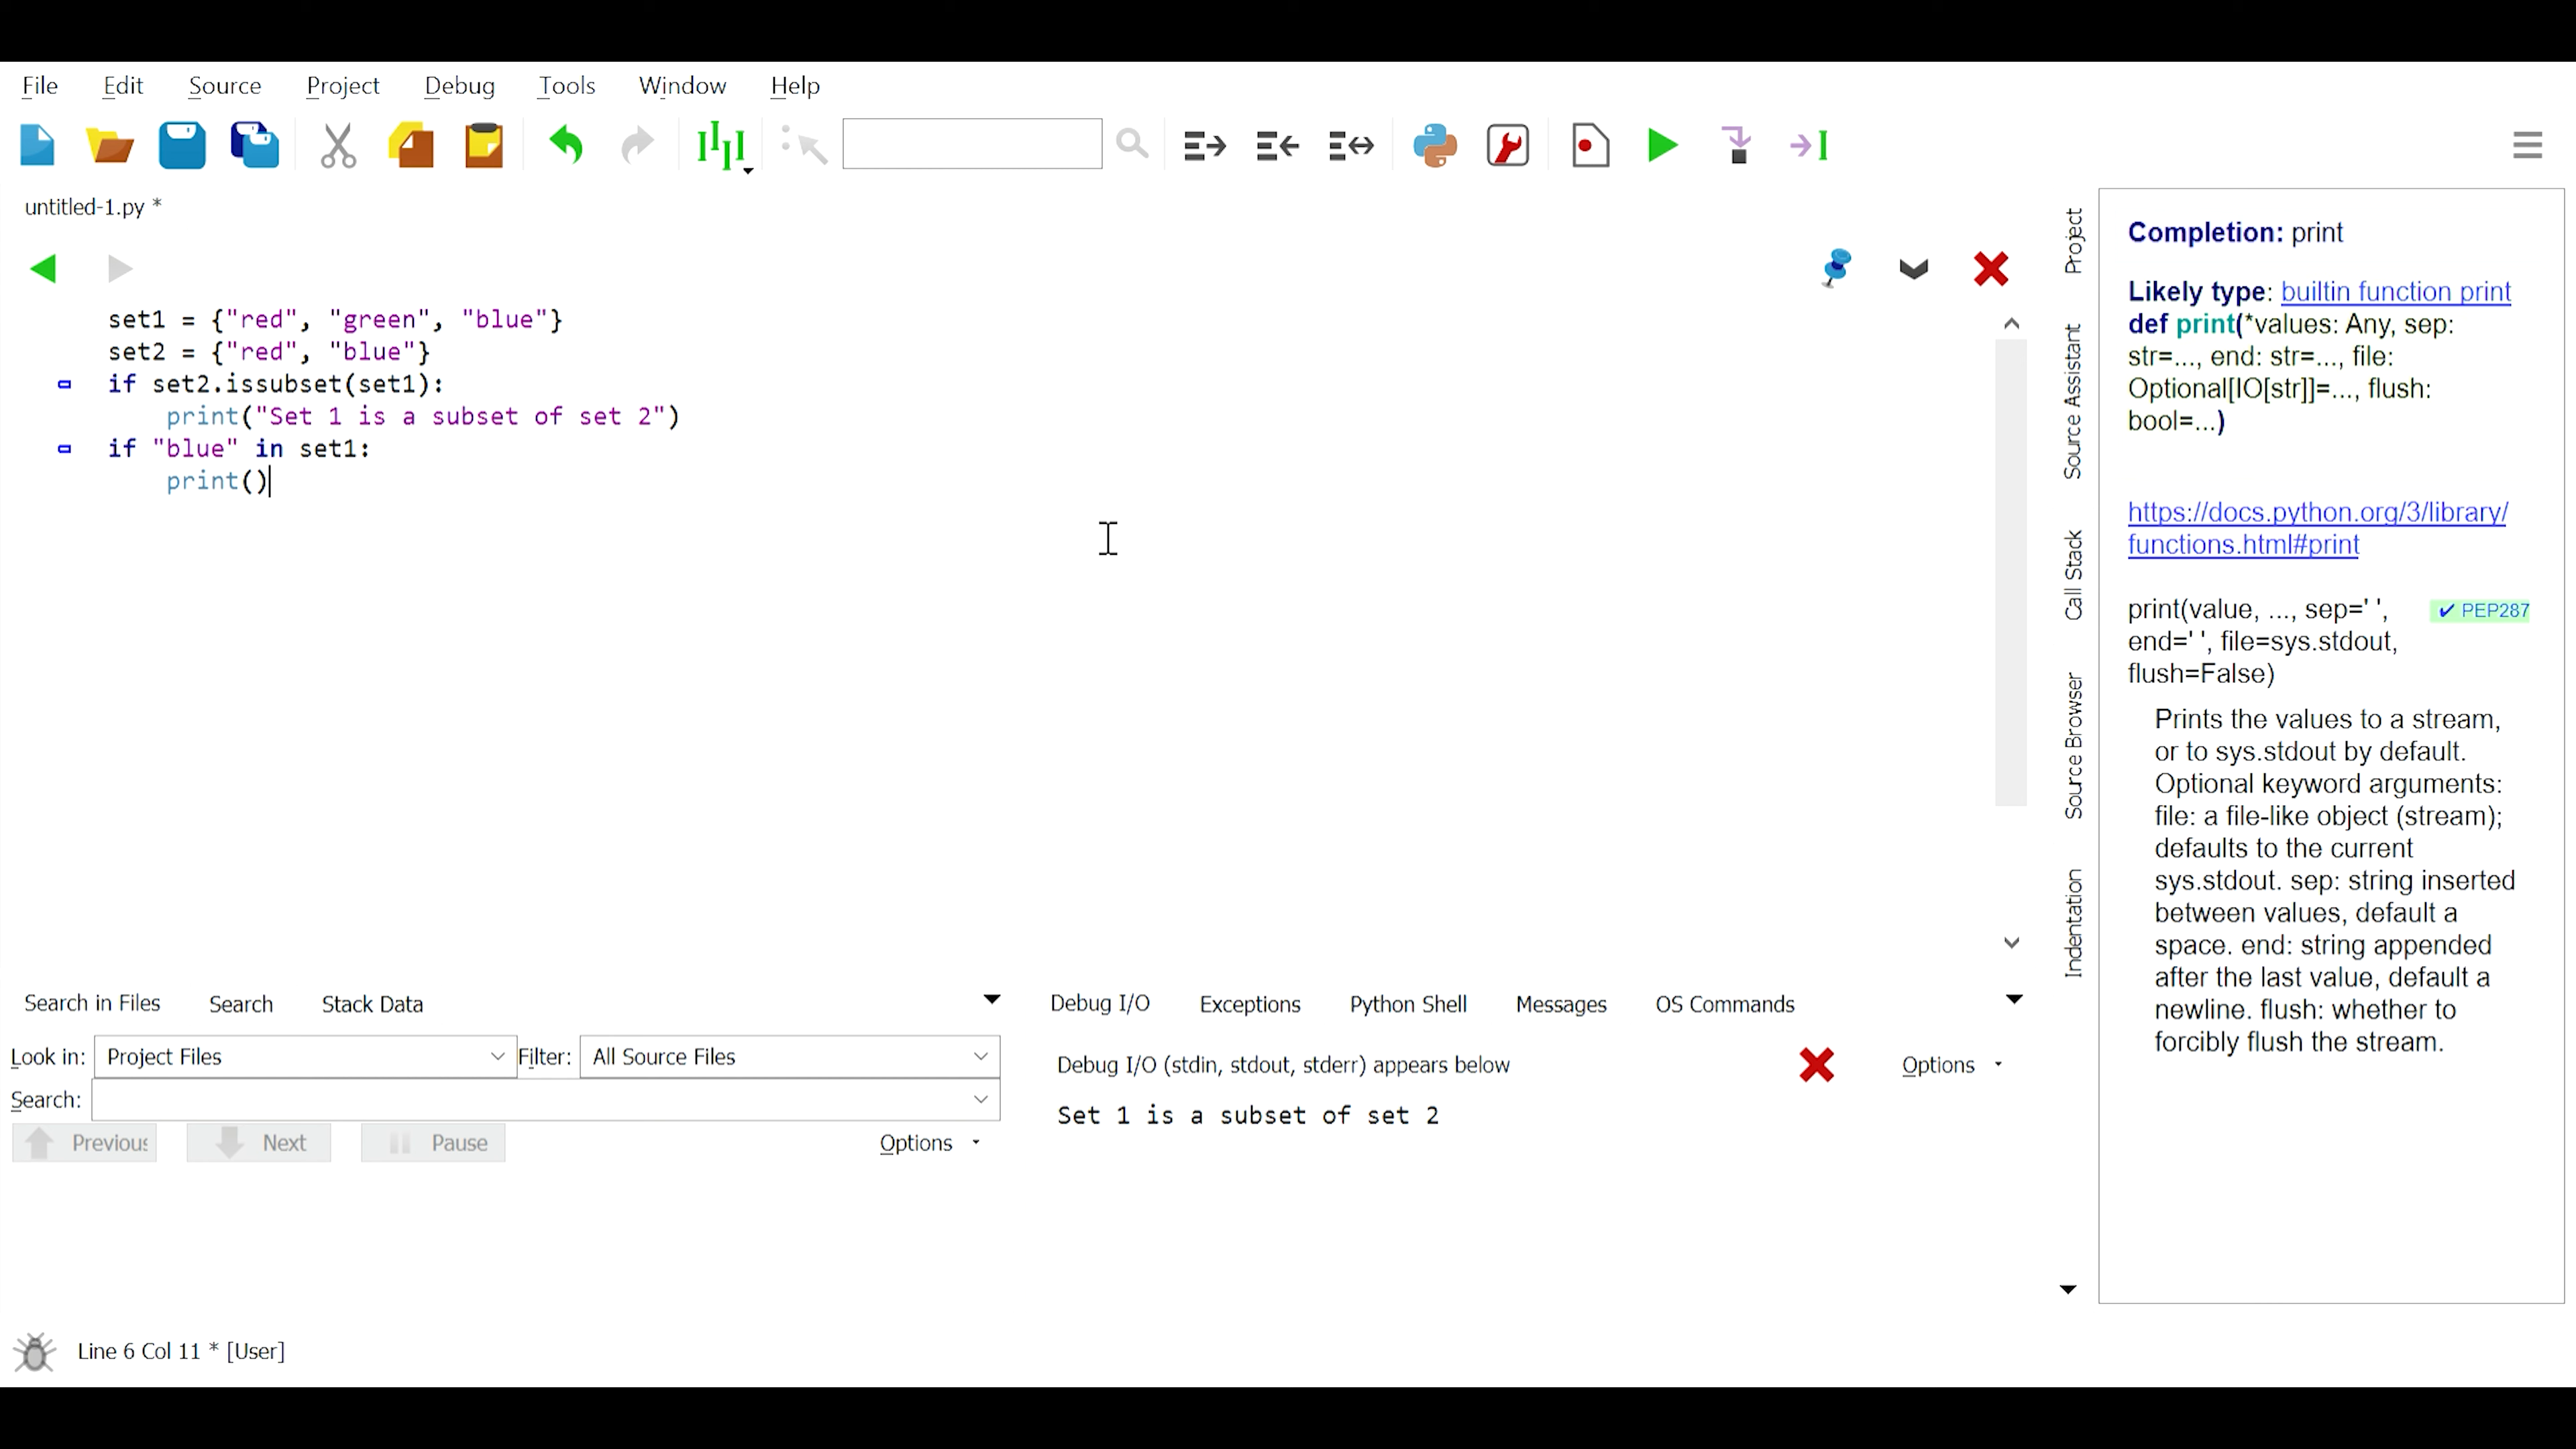 File Edit Source Project Debug Tools Window Help
untitled-1.py *
set1 = {"red", "green", "blue"}
set2 = {"red", "blue"}
if set2.issubset(set1):
print("Set 1 is a subset of set 2")
if "blue" in set1:
print()
Project
Source Assistant
Call Stack
Source Browser
Indentation
Completion: print
Likely type: builtin function print
def print(*values: Any, sep:
str=..., end: str=..., file:
Optional[IO[str]]=..., flush:
bool=...)
https://docs.python.org/3/library/
functions.html#print
print(value, ..., sep=' ', ✓ PEP287
end=' ', file=sys.stdout,
flush=False)
Prints the values to a stream,
or to sys.stdout by default.
Optional keyword arguments:
file: a file-like object (stream);
defaults to the current
sys.stdout. sep: string inserted
between values, default a
space. end: string appended
after the last value, default a
newline. flush: whether to
forcibly flush the stream.
Search in Files Search Stack Data
Look in: Project Files Filter: All Source Files
Search:
Previous Next Pause Options
Debug I/O Exceptions Python Shell Messages OS Commands
Debug I/O (stdin, stdout, stderr) appears below Options
Set 1 is a subset of set 2
Line 6 Col 11 * [User]